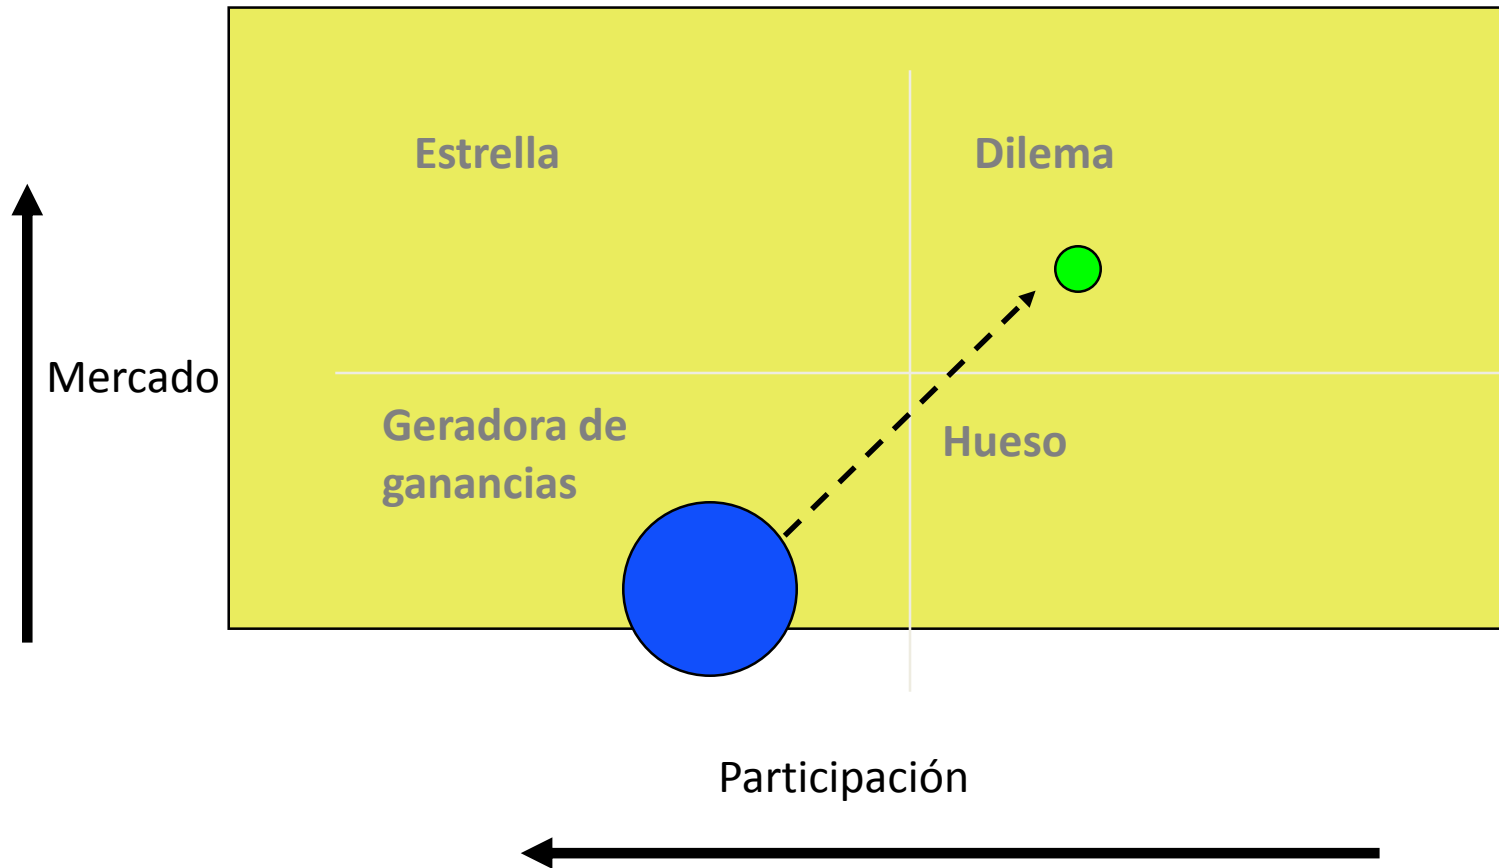 Estrella
Dilema
Mercado
Geradora de
ganancias
Hueso
Participación